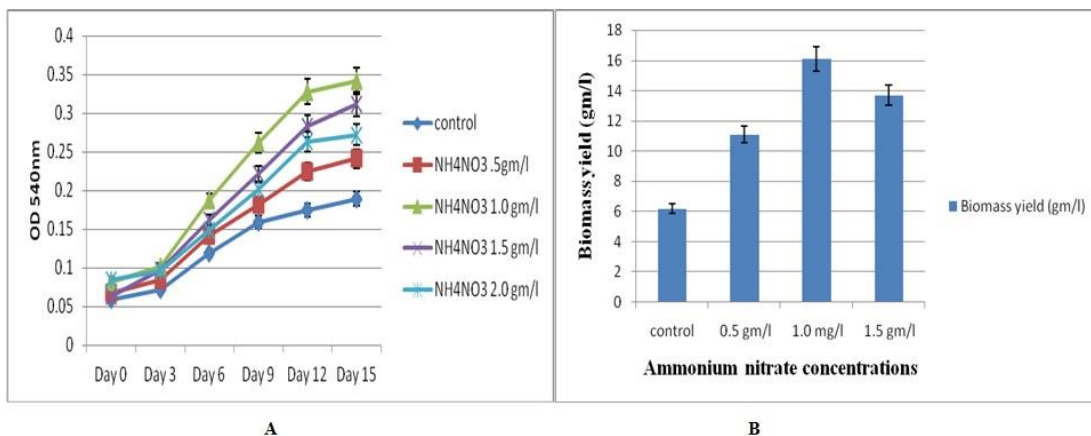 OD 540nm
0.4
0.35
0.3
0.25
0.2
0.15
0.1
0.05
0
Day 0 Day 3 Day 6 Day 9 Day 12 Day 15
control
NH4NO3 .5gm/l
NH4NO3 1.0 gm/l
NH4NO3 1.5 gm/l
NH4NO3 2.0 gm/l
A
Biomass yield (gm/l)
18
16
14
12
10
8
6
4
2
0
control 0.5 gm/l 1.0 mg/l 1.5 gm/l
Ammonium nitrate concentrations
Biomass yield (gm/l)
B